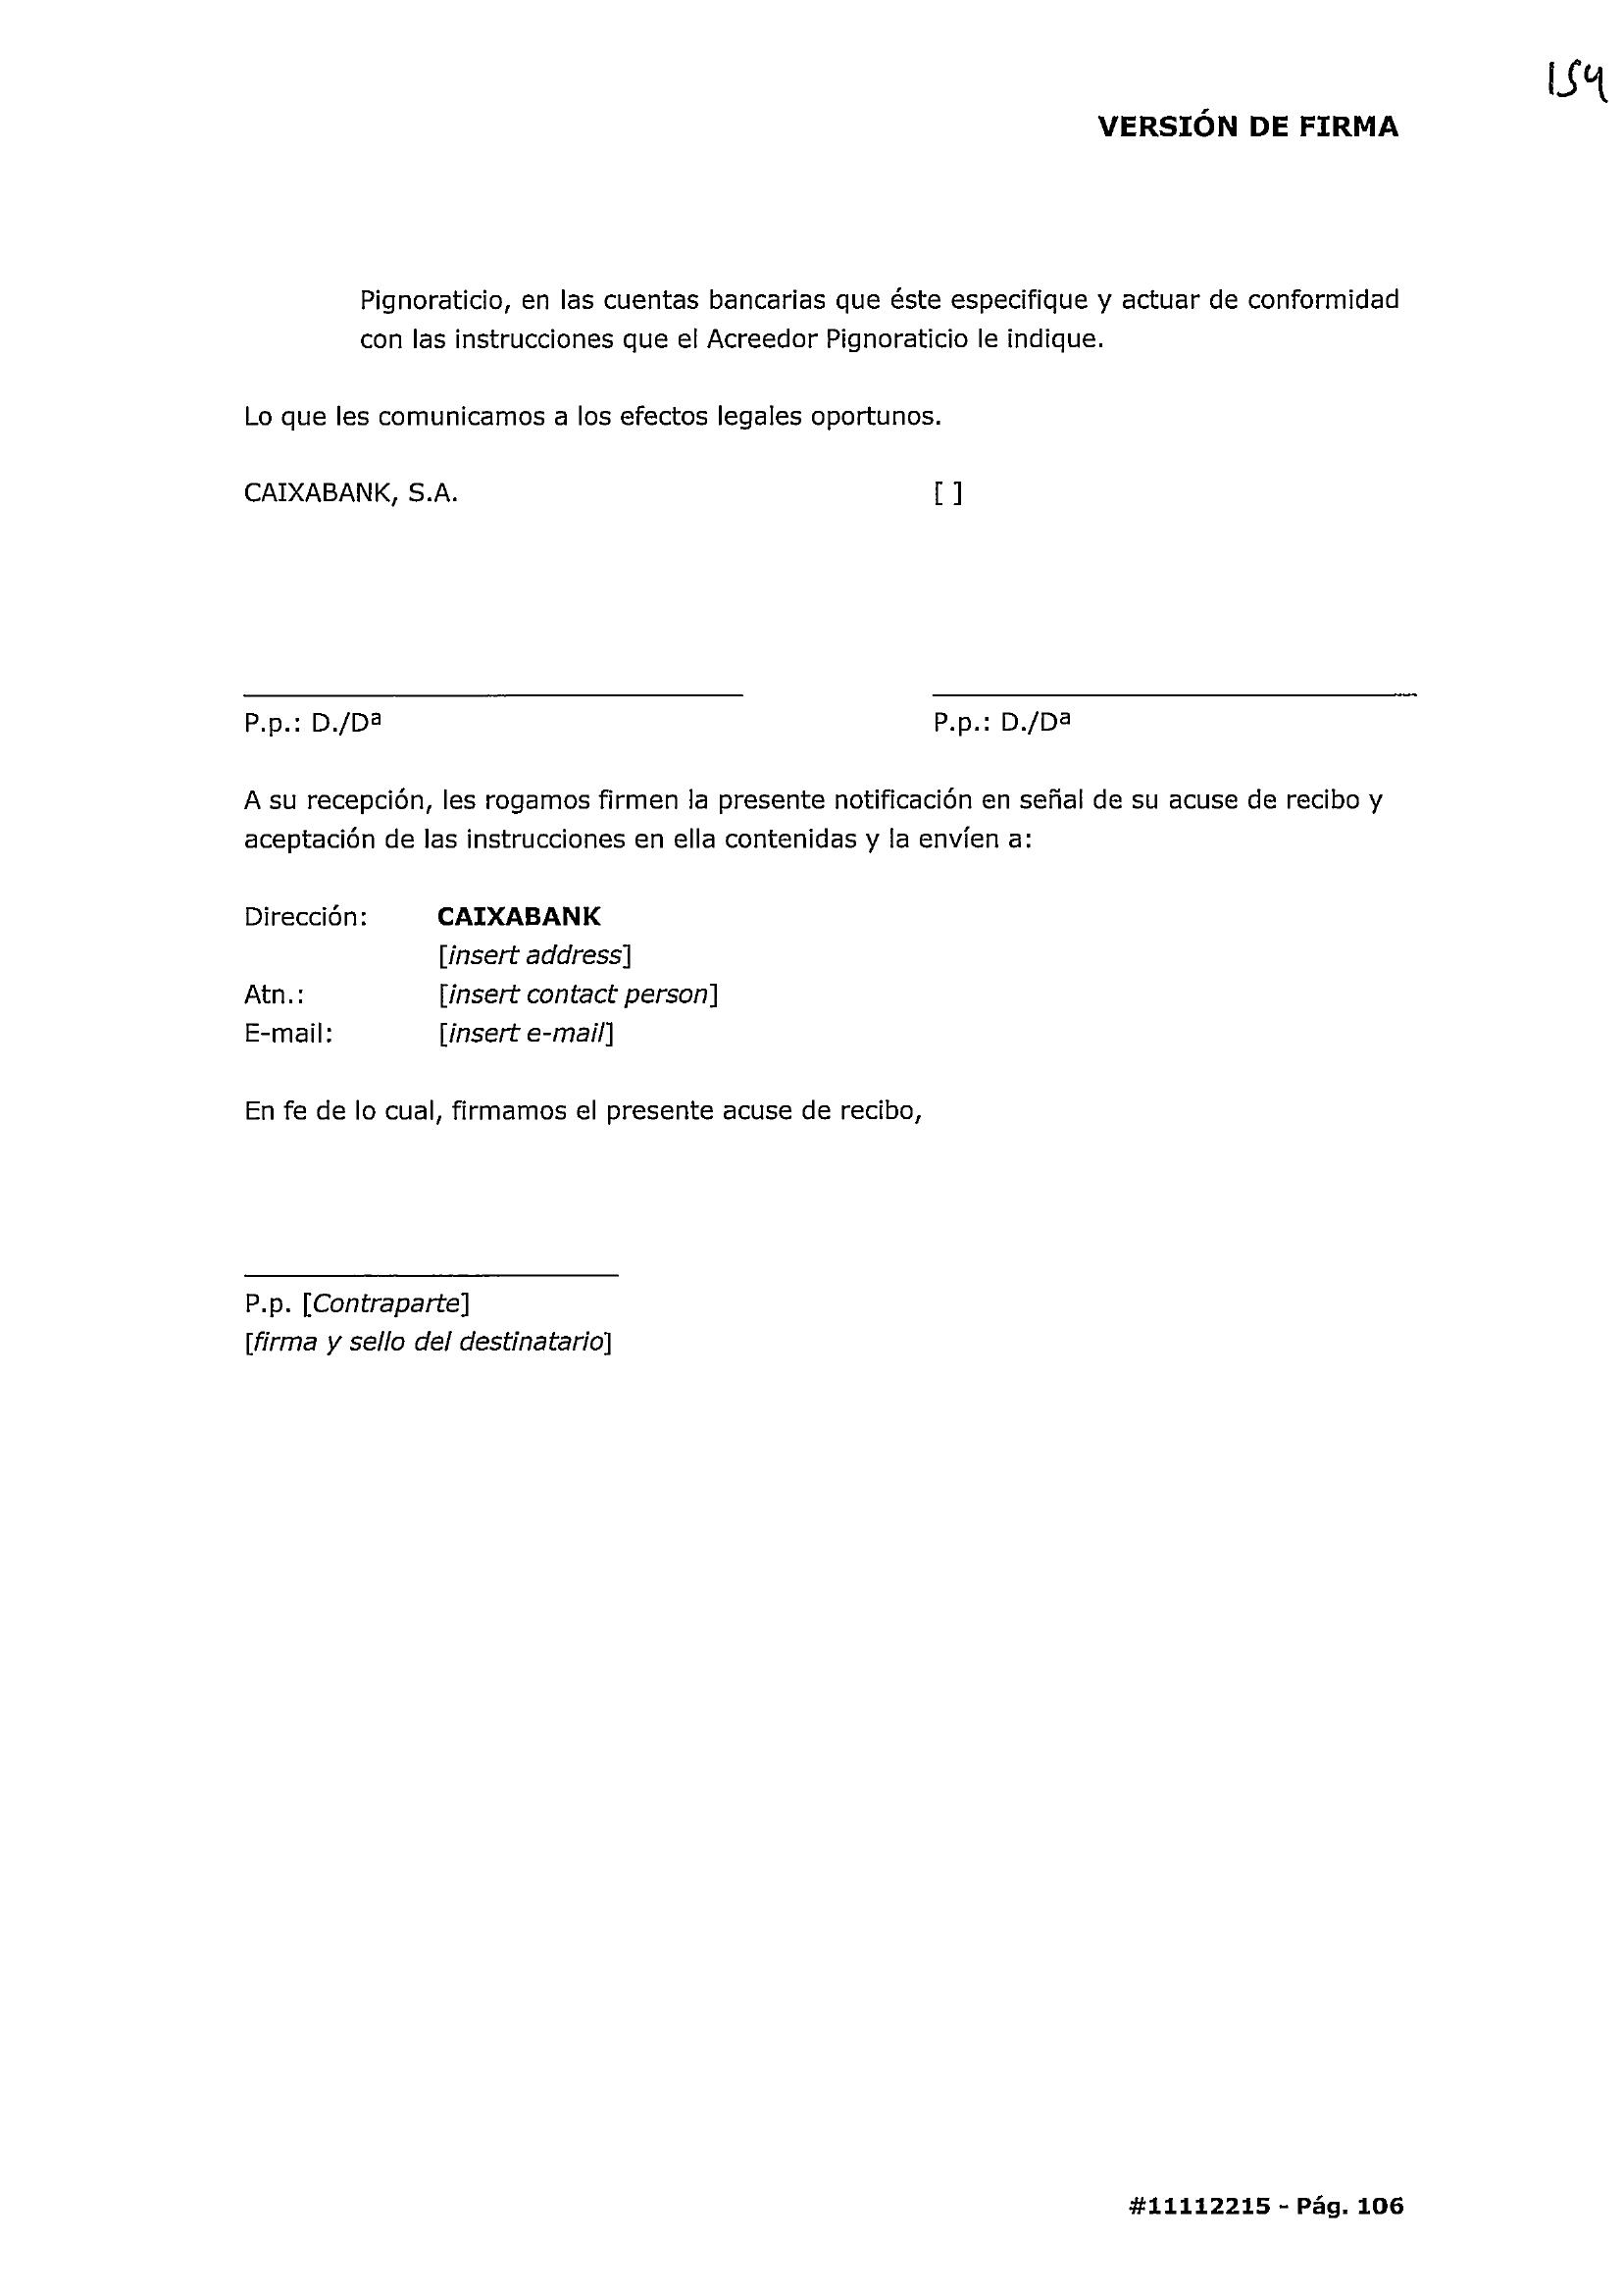 154
VERSIÓN DE FIRMA
Pignoraticio, en las cuentas bancarias que éste especifique y actuar de conformidad
con las instrucciones que el Acreedor Pignoraticio le indique.
Lo que les comunicamos a los efectos legales oportunos.
CAIXABANK, S.A. [ ]
P.p.: D./Dª P.p.: D./Dª
A su recepción, les rogamos firmen la presente notificación en señal de su acuse de recibo y
aceptación de las instrucciones en ella contenidas y la envíen a:
Dirección: CAIXABANK
[insert address]
Atn.: [insert contact person]
E-mail: [insert e-mail]
En fe de lo cual, firmamos el presente acuse de recibo,
P.p. [Contraparte]
[firma y sello del destinatario]
#11112215 - Pág. 106